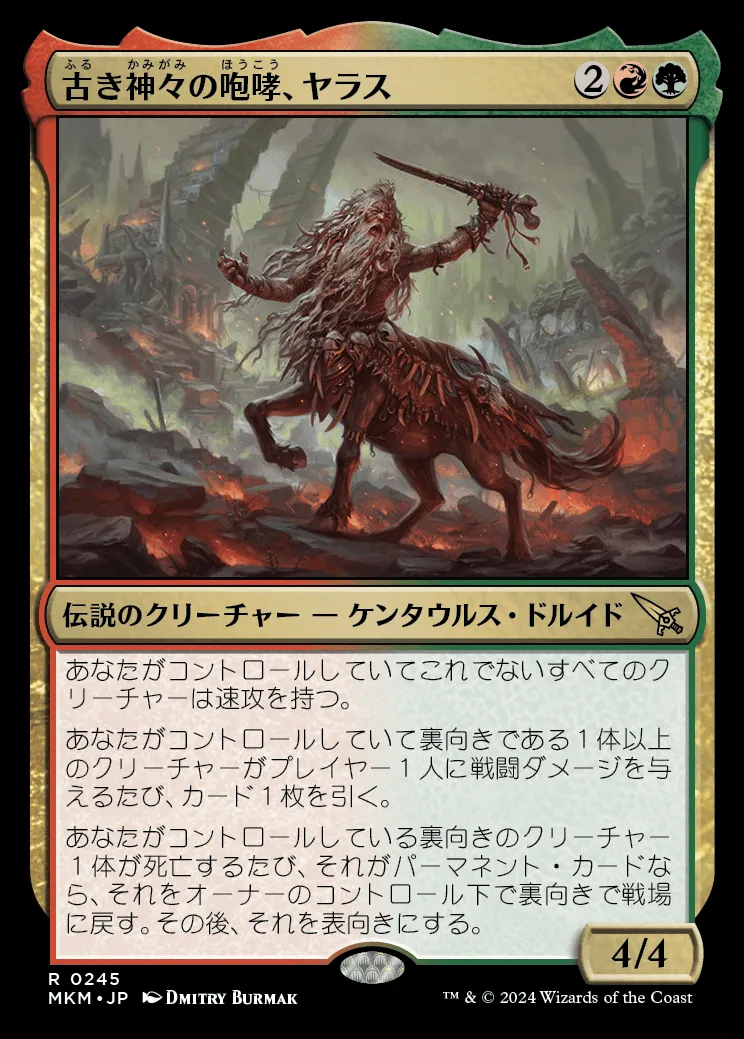 ふる かみがみ ほうこう
古き神々の咆哮、ヤラス 2
伝説のクリーチャー — ケンタウルス・ドルイド
あなたがコントロールしていてこれでないすべてのク
リーチャーは速攻を持つ。
あなたがコントロールしていて裏向きである1体以上
のクリーチャーがプレイヤー1人に戦闘ダメージを与
えるたび、カード1枚を引く。
あなたがコントロールしている裏向きのクリーチャー
1体が死亡するたび、それがパーマネント・カードな
ら、それをオーナーのコントロール下で裏向きで戦場
に戻す。その後、それを表向きにする。
4/4
R 0245
MKM • JP Dmitry Burmak
™ & © 2024 Wizards of the Coast